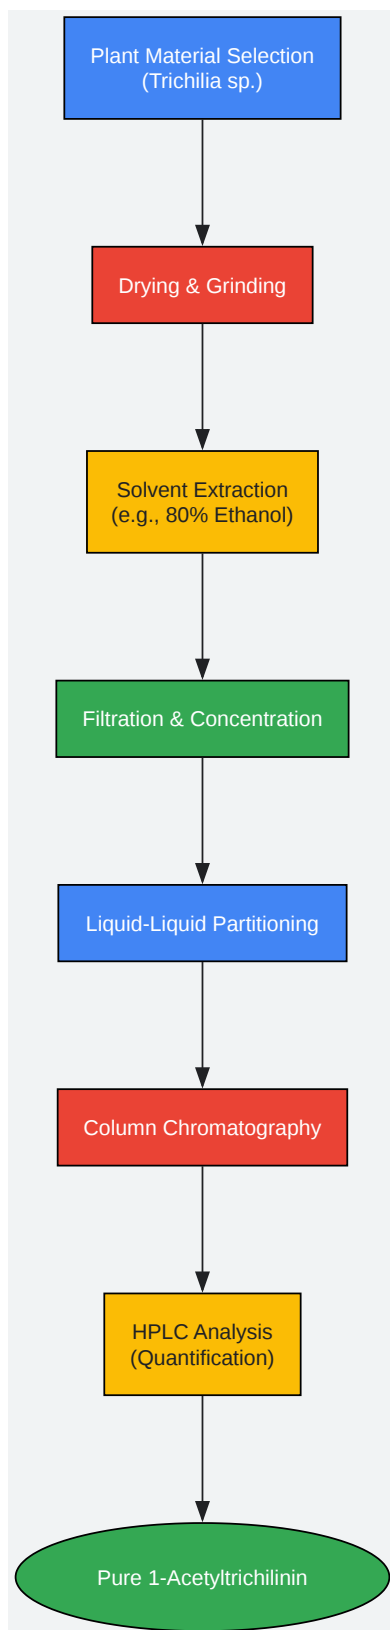 Plant Material Selection
(Trichilia sp.)
Drying & Grinding
Solvent Extraction
(e.g., 80% Ethanol)
Filtration & Concentration
Liquid-Liquid Partitioning
Column Chromatography
HPLC Analysis
(Quantification)
Pure 1-Acetyltrichilinin